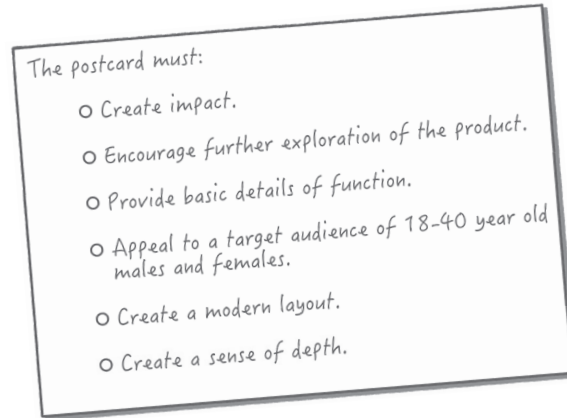 The postcard must:
O Create impact.
O Encourage further exploration of the product.
O Provide basic details of function.
O Appeal to a target audience of 18-40 year old
males and females.
O Create a modern layout.
O Create a sense of depth.